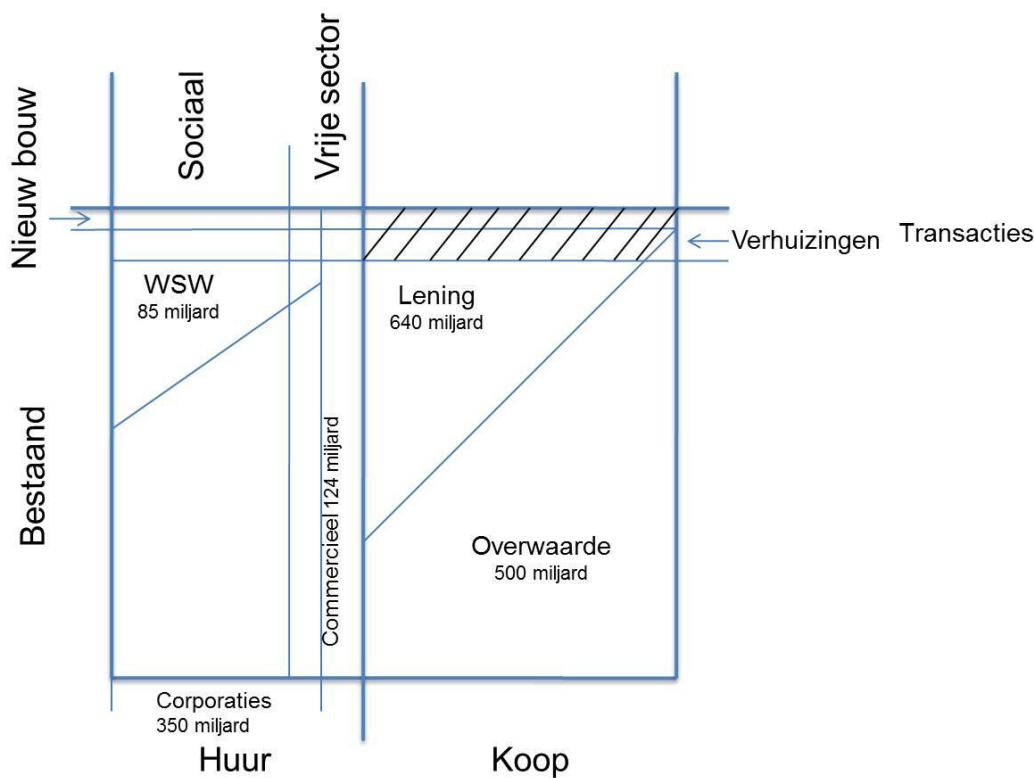 Nieuw bouw
Sociaal
Vrije sector
Verhuizingen
Transacties
WSW
85 miljard
Lening
640 miljard
Bestaand
Commercieel 124 miljard
Overwaarde
500 miljard
Corporaties
350 miljard
Huur
Koop